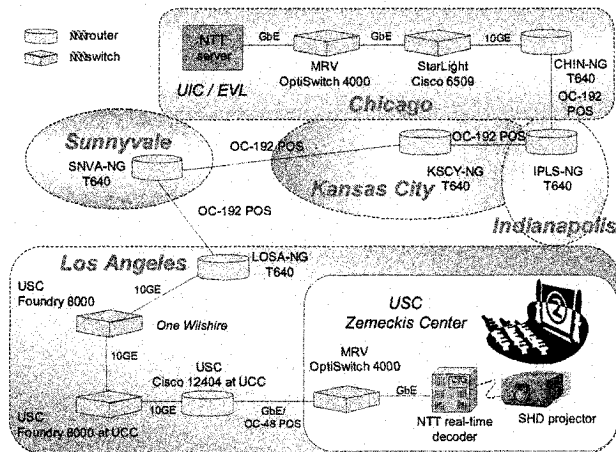 router
switch
NTT
server
GbE
MRV
OptiSwitch 4000
GbE
StarLight
Cisco 6509
10GE
CHIN-NG
T640
UIC / EVL
Chicago
OC-192
POS
Sunnyvale
SNVA-NG
T640
OC-192 POS
OC-192 POS
KSCY-NG
T640
Kansas City
IPLS-NG
T640
Indianapolis
OC-192 POS
Los Angeles
LOSA-NG
T640
USC
Foundry 8000
10GE
One Wilshire
10GE
USC
Foundry 8000 at UCC
10GE
USC
Cisco 12404 at UCC
GbE/
OC-48 POS
USC
Zemeckis Center
MRV
OptiSwitch 4000
GbE
NTT real-time
decoder
SHD projector